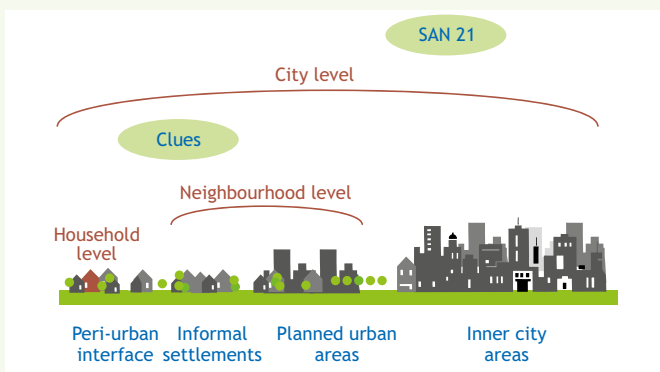 SAN 21
City level
Clues
Neighbourhood level
Household
level
Peri-urban
interface
Informal
settlements
Planned urban
areas
Inner city
areas